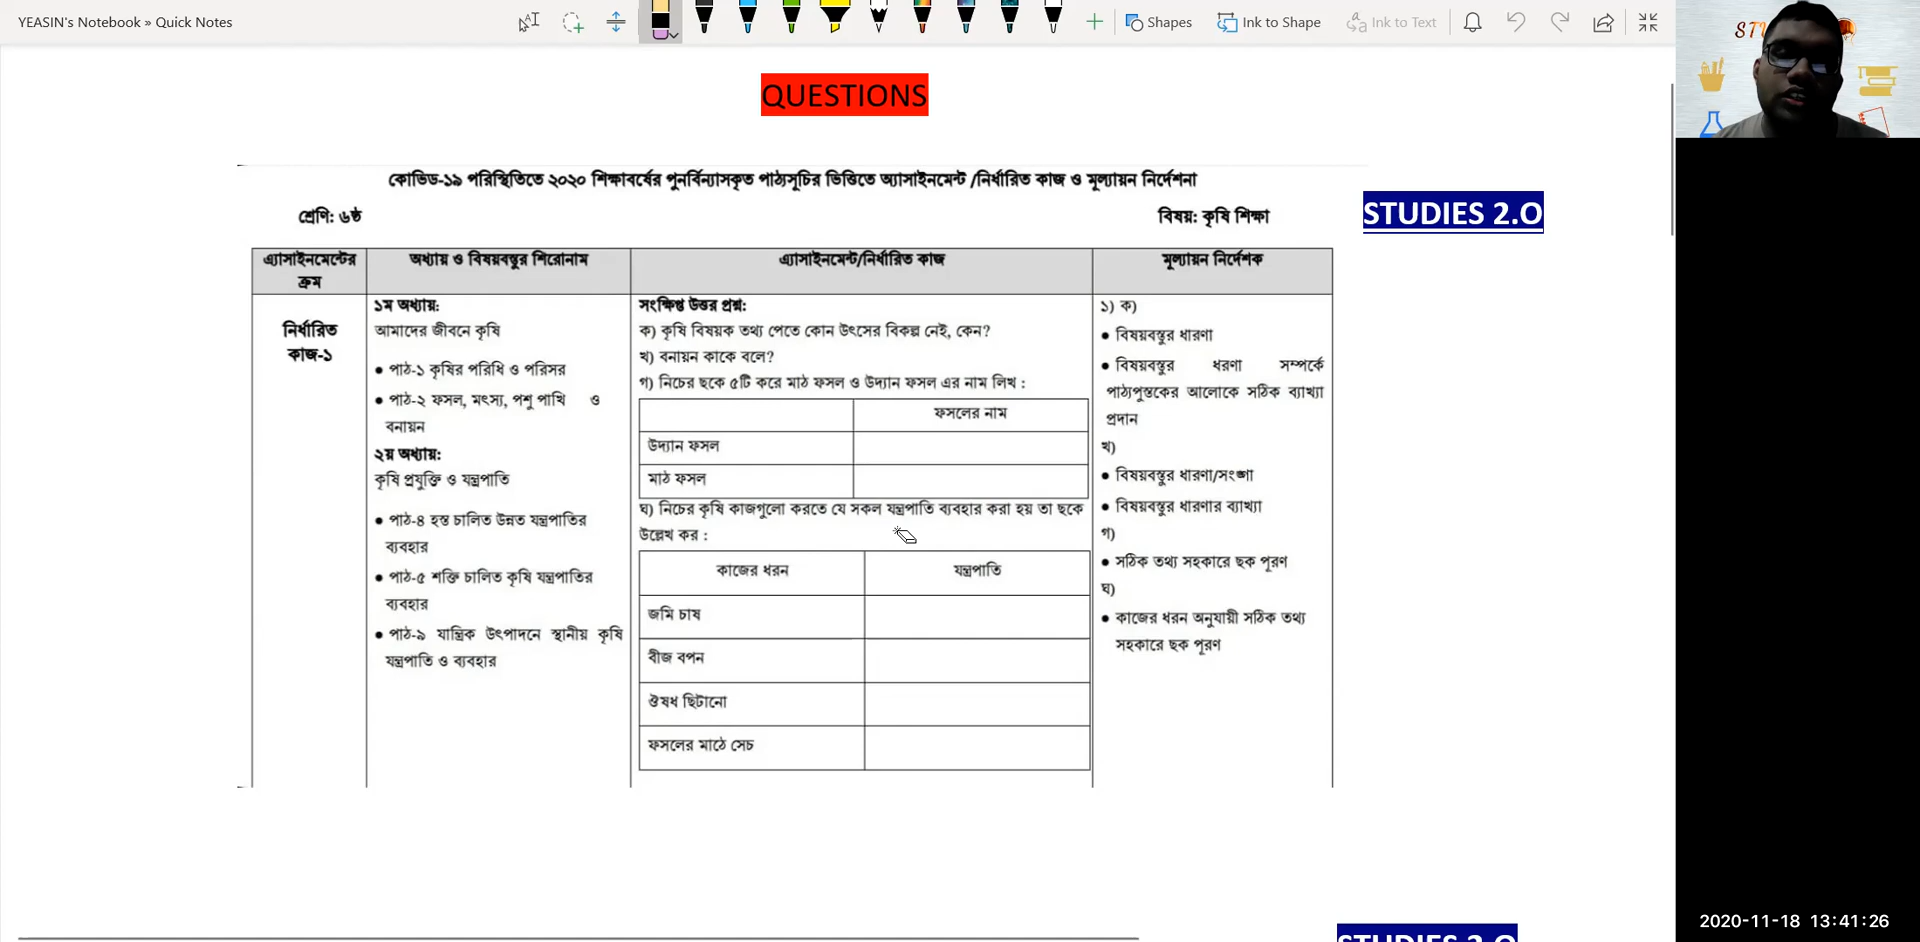 YEASIN's Notebook » Quick Notes
Shapes
Ink to Shape
Ink to Text
QUESTIONS
কোভিড-১৯ পরিস্থিতিতে ২০২০ শিক্ষাবর্ষের পুনর্বিন্যাসকৃত পাঠ্যসূচির ভিত্তিতে অ্যাসাইনমেন্ট /নির্ধারিত কাজ ও মূল্যায়ন নির্দেশনা
শ্রেণি: ৬ষ্ঠ
বিষয়: কৃষি শিক্ষা
STUDIES 2.O
এ্যাসাইনমেন্টের
ক্রম
অধ্যায় ও বিষয়বস্তুর শিরোনাম
এ্যাসাইনমেন্ট/নির্ধারিত কাজ
মূল্যায়ন নির্দেশক
নির্ধারিত
কাজ-১
১ম অধ্যায়:
আমাদের জীবনে কৃষি
• পাঠ-১ কৃষির পরিধি ও পরিসর
• পাঠ-২ ফসল, মৎস্য, পশু পাখি ও
বনায়ন
২য় অধ্যায়:
কৃষি প্রযুক্তি ও যন্ত্রপাতি
• পাঠ-৪ হস্ত চালিত উন্নত যন্ত্রপাতির
ব্যবহার
• পাঠ-৫ শক্তি চালিত কৃষি যন্ত্রপাতির
ব্যবহার
• পাঠ-৯ যান্ত্রিক উৎপাদনে স্থানীয় কৃষি
যন্ত্রপাতি ও ব্যবহার
সংক্ষিপ্ত উত্তর প্রশ্ন:
ক) কৃষি বিষয়ক তথ্য পেতে কোন উৎসের বিকল্প নেই, কেন?
খ) বনায়ন কাকে বলে?
গ) নিচের ছকে ৫টি করে মাঠ ফসল ও উদ্যান ফসল এর নাম লিখ :
ফসলের নাম
উদ্যান ফসল
মাঠ ফসল
ঘ) নিচের কৃষি কাজগুলো করতে যে সকল যন্ত্রপাতি ব্যবহার করা হয় তা ছকে
উল্লেখ কর :
কাজের ধরন
যন্ত্রপাতি
জমি চাষ
বীজ বপন
ঔষধ ছিটানো
ফসলের মাঠে সেচ
১) ক)
• বিষয়বস্তুর ধারণা
• বিষয়বস্তুর ধরণা সম্পর্কে
পাঠ্যপুস্তকের আলোকে সঠিক ব্যাখ্যা
প্রদান
খ)
• বিষয়বস্তুর ধারণা/সংজ্ঞা
• বিষয়বস্তুর ধারণার ব্যাখ্যা
গ)
• সঠিক তথ্য সহকারে ছক পূরণ
ঘ)
• কাজের ধরন অনুযায়ী সঠিক তথ্য
সহকারে ছক পূরণ
STUDIES 2.O
2020-11-18 13:41:26